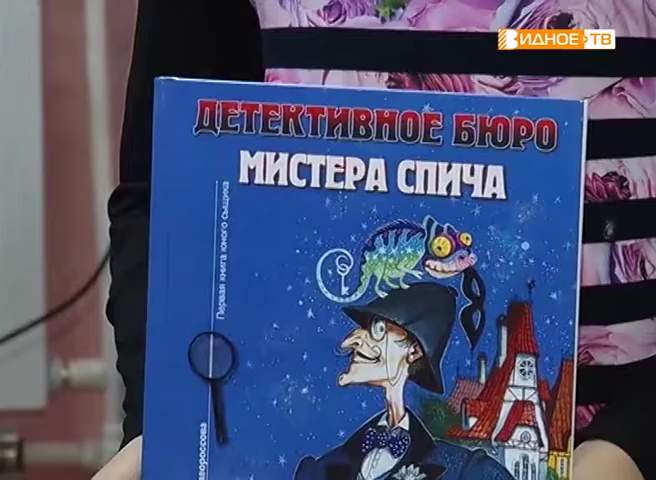 ВИДНОЕ-ТВ
ДЕТЕКТИВНОЕ БЮРО
МИСТЕРА СПИЧА
Первая книга юного сыщика